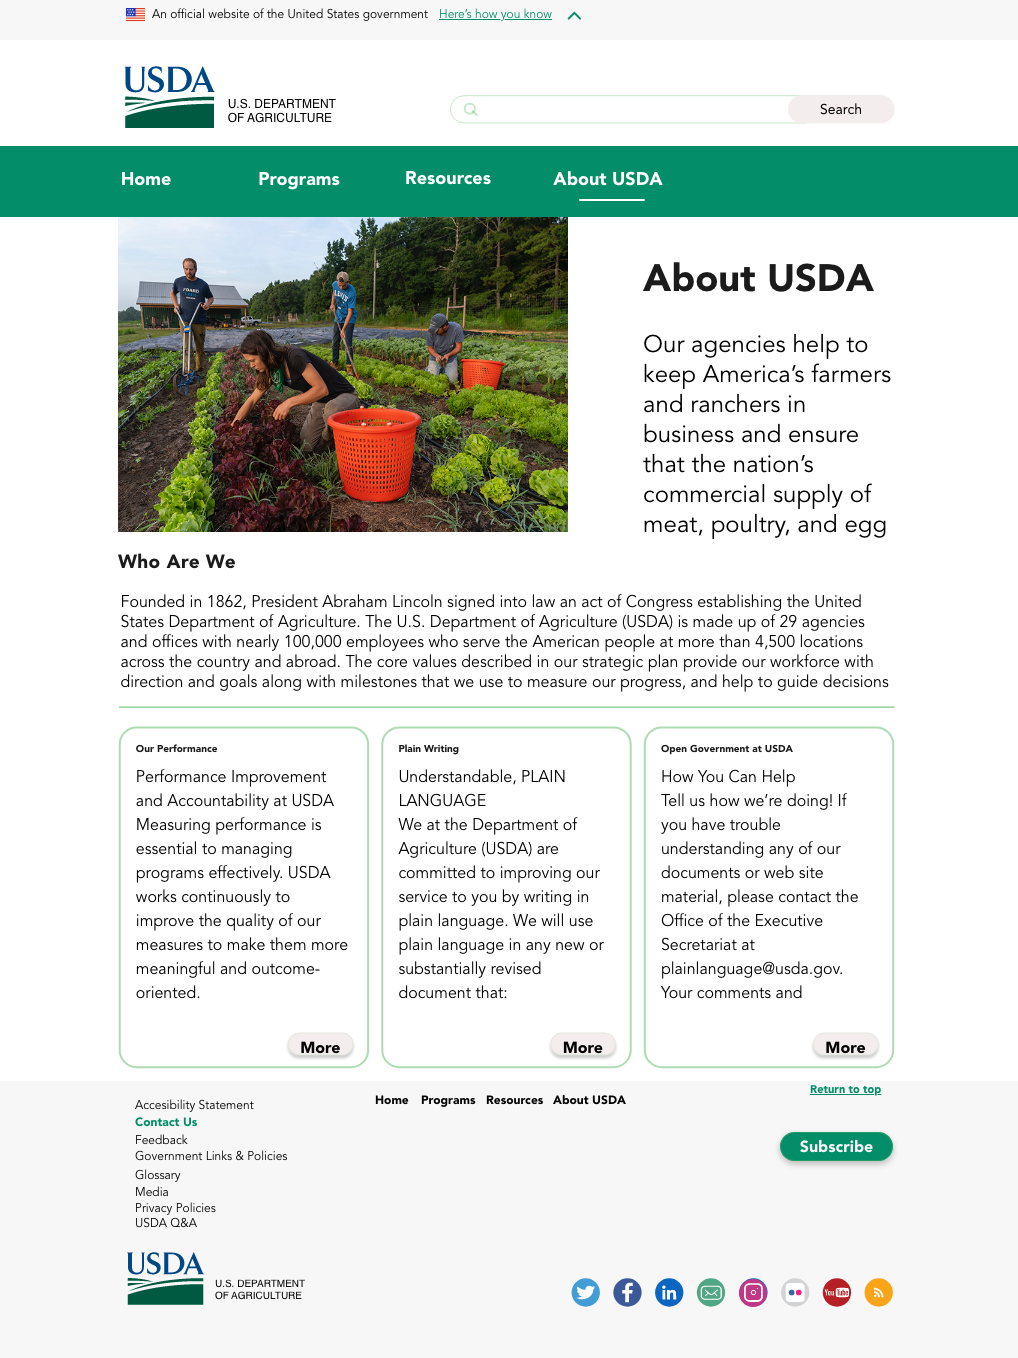 An official website of the United States government Here's how you know
USDA
U.S. DEPARTMENT
OF AGRICULTURE
Search
Home Programs Resources About USDA
About USDA
Our agencies help to
keep America's farmers
and ranchers in
business and ensure
that the nation's
commercial supply of
meat, poultry, and egg
Who Are We
Founded in 1862, President Abraham Lincoln signed into law an act of Congress establishing the United
States Department of Agriculture. The U.S. Department of Agriculture (USDA) is made up of 29 agencies
and offices with nearly 100,000 employees who serve the American people at more than 4,500 locations
across the country and abroad. The core values described in our strategic plan provide our workforce with
direction and goals along with milestones that we use to measure our progress, and help to guide decisions
Our Performance
Performance Improvement
and Accountability at USDA
Measuring performance is
essential to managing
programs effectively. USDA
works continuously to
improve the quality of our
measures to make them more
meaningful and outcome-
oriented.
More
Plain Writing
Understandable, PLAIN
LANGUAGE
We at the Department of
Agriculture (USDA) are
committed to improving our
service to you by writing in
plain language. We will use
plain language in any new or
substantially revised
document that:
More
Open Government at USDA
How You Can Help
Tell us how we're doing! If
you have trouble
understanding any of our
documents or web site
material, please contact the
Office of the Executive
Secretariat at
plainlanguage@usda.gov.
Your comments and
More
Return to top
Home Programs Resources About USDA
Accesibility Statement
Contact Us
Feedback
Government Links & Policies
Glossary
Media
Privacy Policies
USDA Q&A
Subscribe
USDA
U.S. DEPARTMENT
OF AGRICULTURE
You Tube